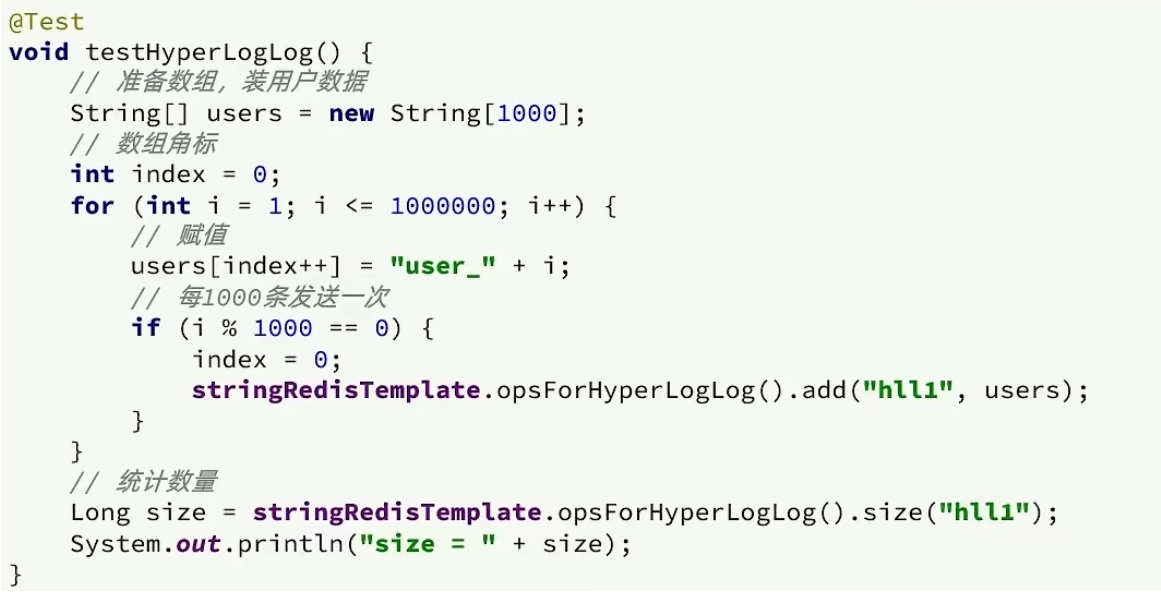 @Test
void testHyperLogLog() {
    // 准备数组，装用户数据
    String[] users = new String[1000];
    // 数组角标
    int index = 0;
    for (int i = 1; i <= 1000000; i++) {
        // 赋值
        users[index++] = "user_" + i;
        // 每1000条发送一次
        if (i % 1000 == 0) {
            index = 0;
            stringRedisTemplate.opsForHyperLogLog().add("hll1", users);
        }
    }
    // 统计数量
    Long size = stringRedisTemplate.opsForHyperLogLog().size("hll1");
    System.out.println("size = " + size);
}